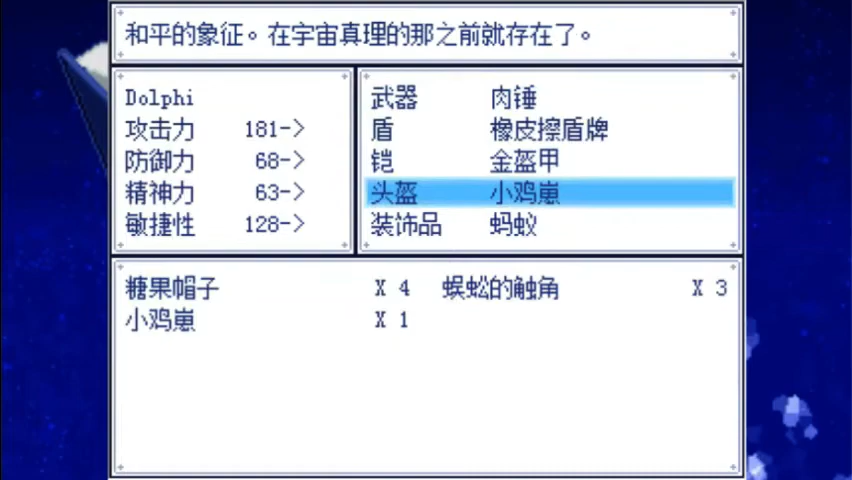 和平的象征。在宇宙真理的那之前就存在了。
Dolphi
攻击力 181->
防御力 68->
精神力 63->
敏捷性 128->
武器 肉锤
盾 橡皮擦盾牌
铠 金盔甲
头盔 小鸡崽
装饰品 蚂蚁
糖果帽子 X 4 蜈蚣的触角 X 3
小鸡崽 X 1